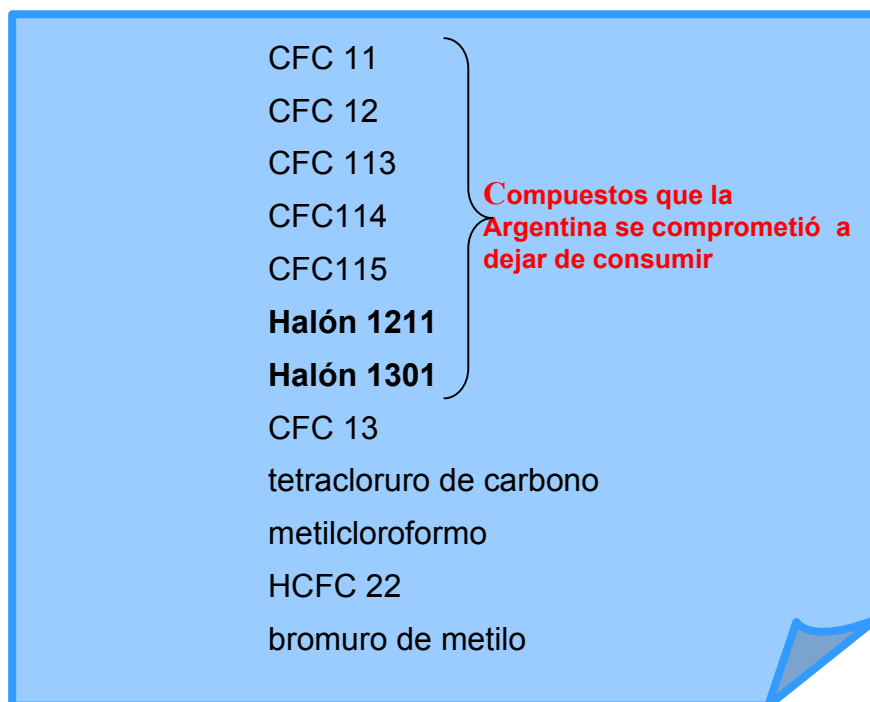 CFC 11
CFC 12
CFC 113
CFC114
CFC115
Halón 1211
Halón 1301
CFC 13
tetracloruro de carbono
metilcloroformo
HCFC 22
bromuro de metilo
Compuestos que la
Argentina se comprometió a
dejar de consumir